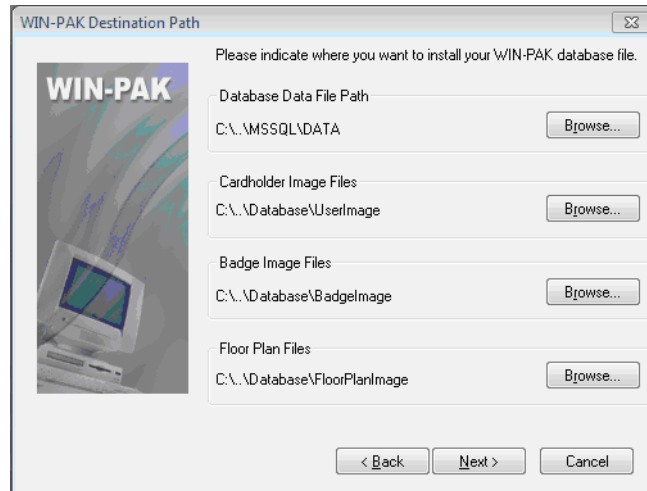 WIN-PAK Destination Path
Please indicate where you want to install your WIN-PAK database file.
WIN-PAK
Database Data File Path
C:\..\MSSQL\DATA
Browse...
Cardholder Image Files
C:\..\Database\UserImage
Browse...
Badge Image Files
C:\..\Database\BadgeImage
Browse...
Floor Plan Files
C:\..\Database\FloorPlanImage
Browse...
< Back
Next >
Cancel